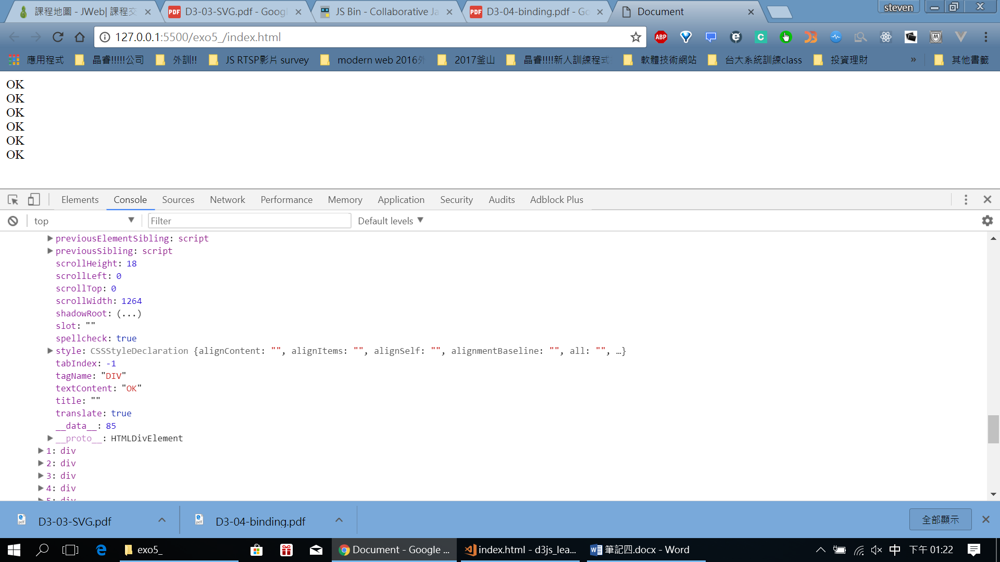 課程地圖 - JWeb| 課程交
D3-03-SVG.pdf - Googl
JS Bin - Collaborative Ja
D3-04-binding.pdf - Go
Document
steven
127.0.0.1:5500/exo5_/index.html
ABP
應用程式
晶睿!!!!!公司
外訓!!
JS RTSP影片 survey
modern web 2016外
2017釜山
晶睿!!!!新人訓練程式
軟體技術網站
台大系統訓練class
投資理財
»
其他書籤
OK
OK
OK
OK
OK
OK
Elements Console Sources Network Performance Memory Application Security Audits Adblock Plus
top
Filter
Default levels
previousElementSibling: script
previousSibling: script
scrollHeight: 18
scrollLeft: 0
scrollTop: 0
scrollWidth: 1264
shadowRoot: (...)
slot: ""
spellcheck: true
style: CSSStyleDeclaration {alignContent: "", alignItems: "", alignSelf: "", alignmentBaseline: "", all: "", …}
tabIndex: -1
tagName: "DIV"
textContent: "OK"
title: ""
translate: true
__data__: 85
__proto__: HTMLDivElement
1: div
2: div
3: div
4: div
5: div
D3-03-SVG.pdf
D3-04-binding.pdf
全部顯示
exo5_
Document - Google ...
index.html - d3js_lea...
筆記四.docx - Word
中
下午 01:22